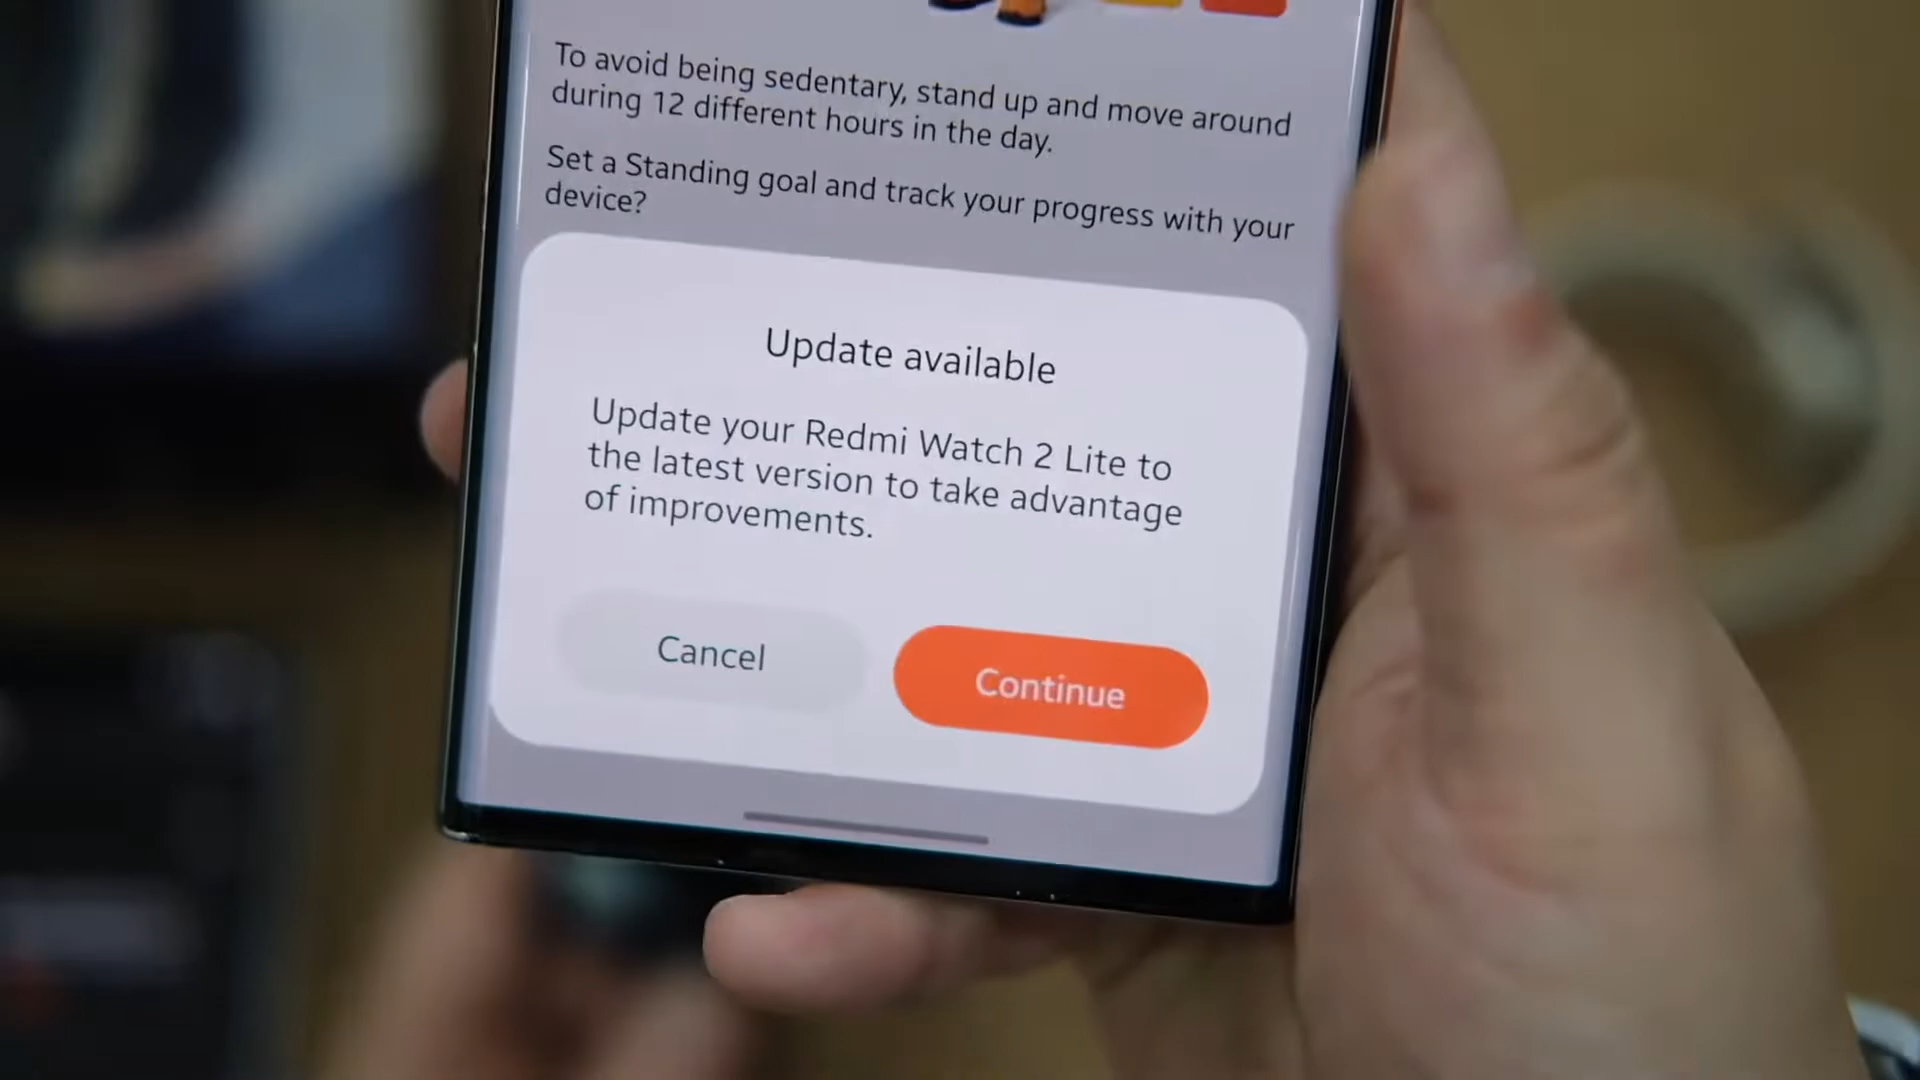 To avoid being sedentary, stand up and move around
during 12 different hours in the day.
Set a Standing goal and track your progress with your
device?
Update available
Update your Redmi Watch 2 Lite to
the latest version to take advantage
of improvements.
Cancel
Continue